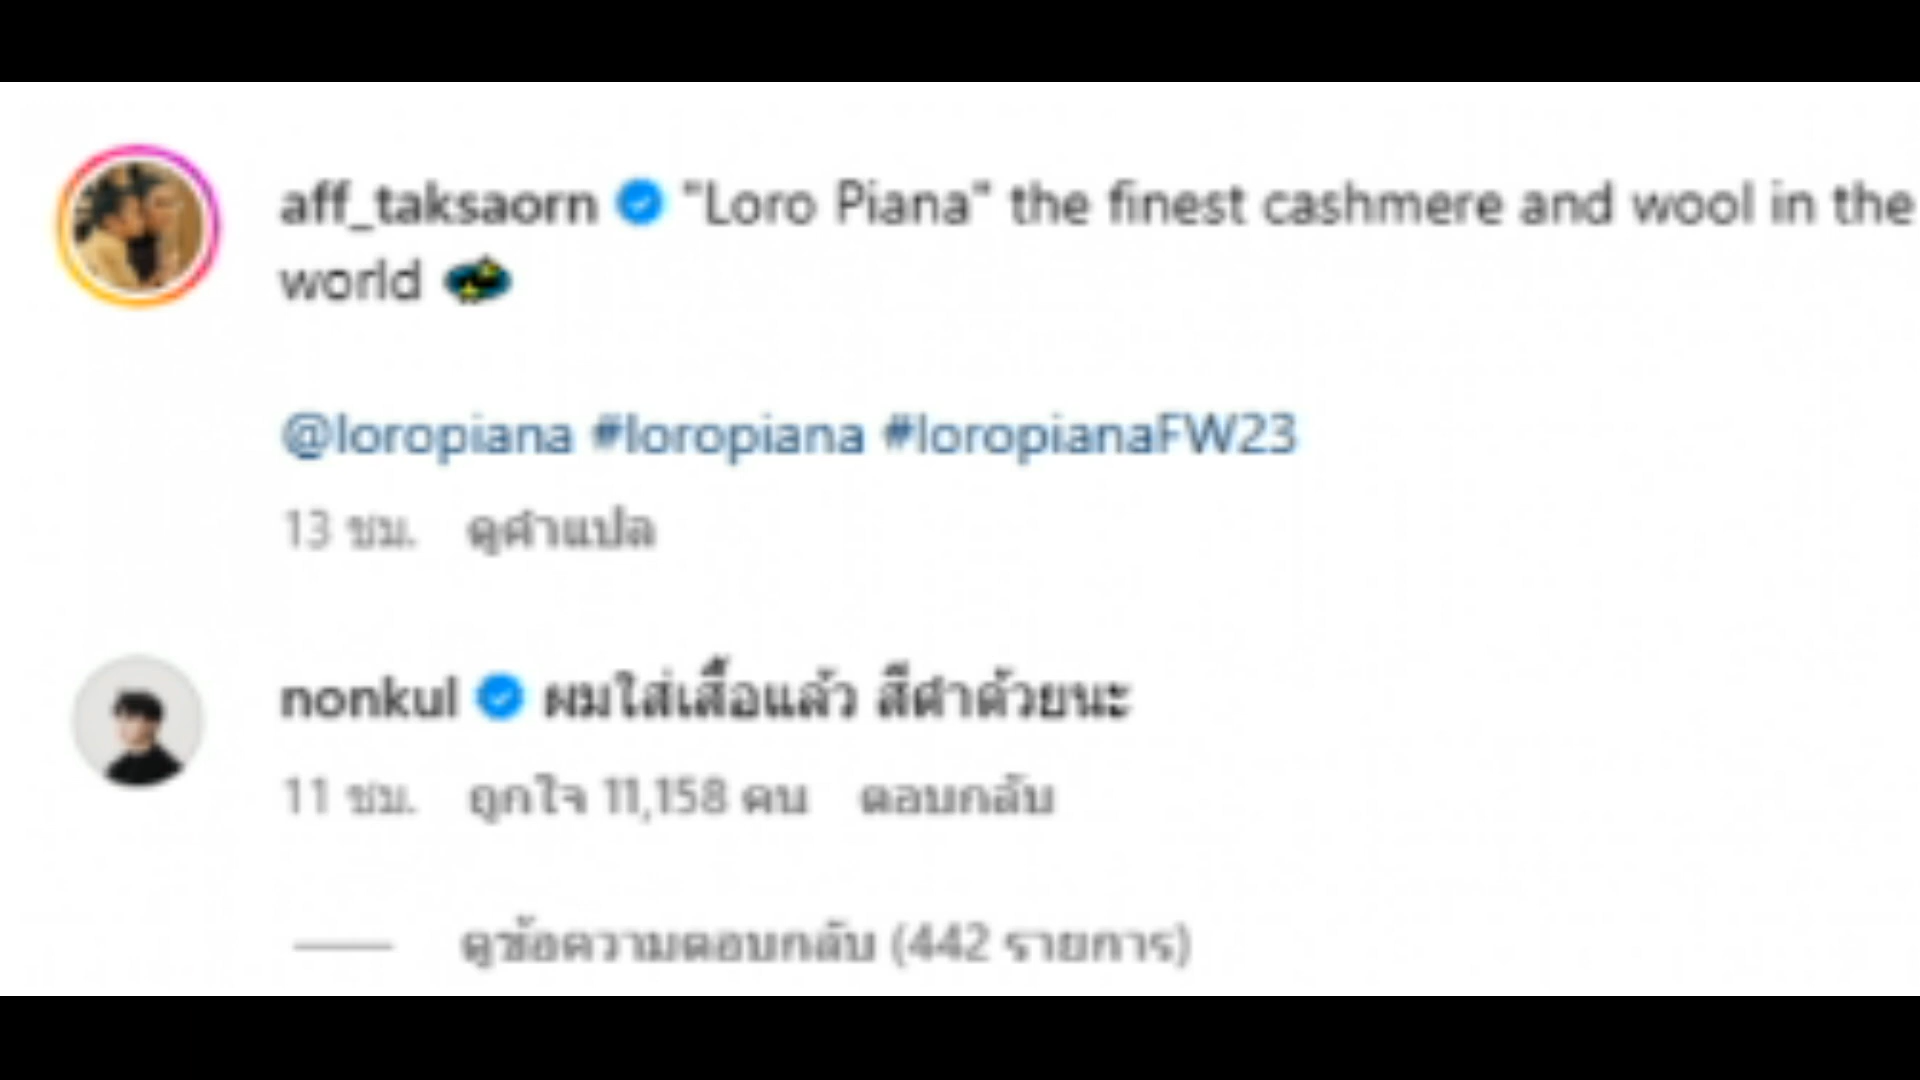 aff_taksaorn "Loro Piana" the finest cashmere and wool in the
world
@loropiana #loropiana #loropianaFW23
13 ชม. ดูคำแปล
nonkul ผมใส่เสื้อแล้ว สีดำด้วยนะ
11 ชม. ถูกใจ 11,158 คน ตอบกลับ
ดูข้อความตอบกลับ (442 รายการ)